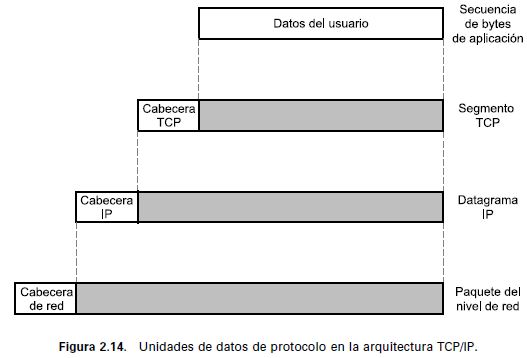 Datos del usuario
Secuencia
de bytes
de aplicación
Cabecera
TCP
Segmento
TCP
Cabecera
IP
Datagrama
IP
Cabecera
de red
Paquete del
nivel de red
Figura 2.14. Unidades de datos de protocolo en la arquitectura TCP/IP.